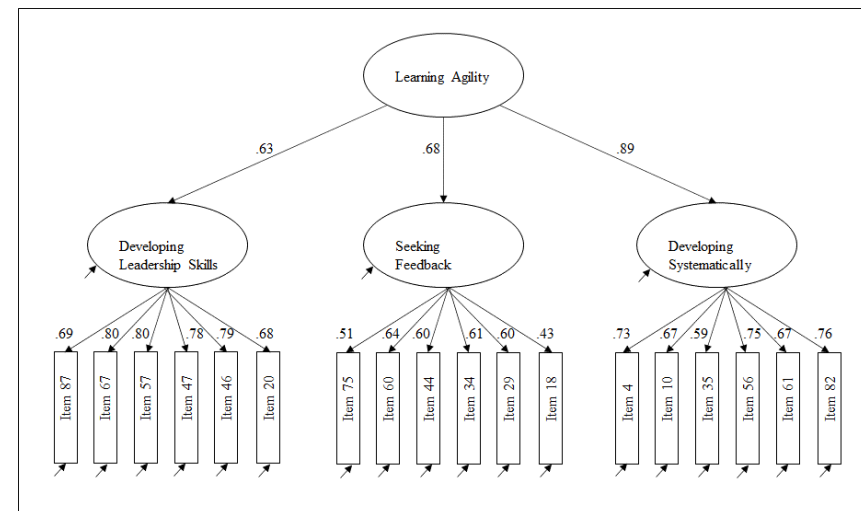 Learning Agility
.63
.68
.89
Developing
Leadership Skills
Seeking
Feedback
Developing
Systematically
.69 .80 .80 .78 .79 .68
.51 .64 .60 .61 .60 .43
.73 .67 .59 .75 .67 .76
Item 87
Item 67
Item 57
Item 47
Item 46
Item 20
Item 75
Item 60
Item 44
Item 34
Item 29
Item 18
Item 4
Item 10
Item 35
Item 56
Item 61
Item 82